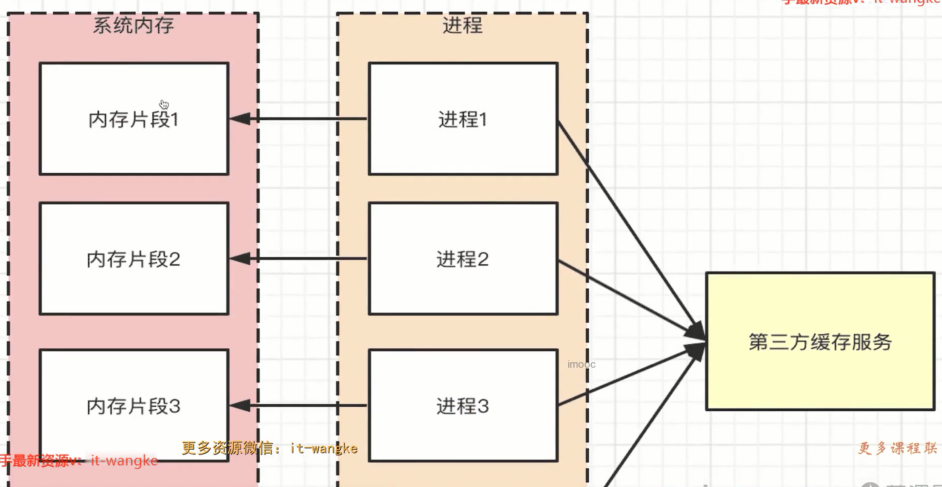 系统内存
进程
手最新资源v：it-wangke
内存片段1
进程1
内存片段2
进程2
第三方缓存服务
imooc
内存片段3
进程3
更多资源微信：it-wangke
更多课程联
手最新资源v：it-wangke